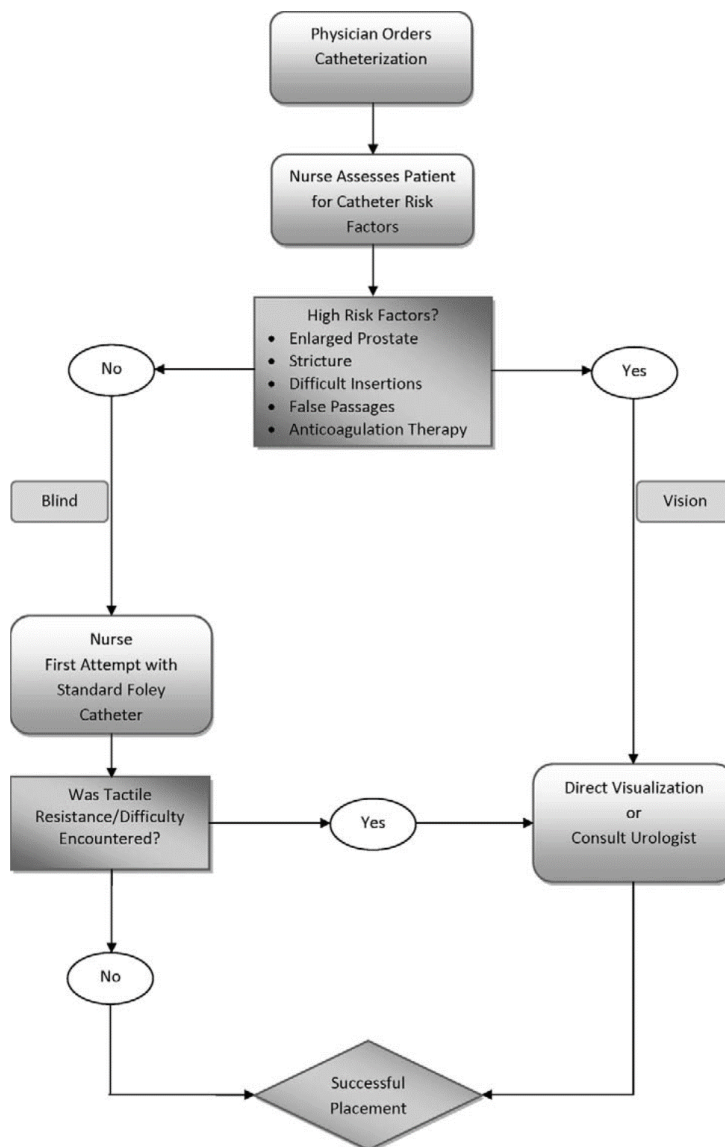 Physician Orders
Catheterization
Nurse Assesses Patient
for Catheter Risk
Factors
High Risk Factors?
• Enlarged Prostate
• Stricture
• Difficult Insertions
• False Passages
• Anticoagulation Therapy
No
Yes
Blind
Vision
Nurse
First Attempt with
Standard Foley
Catheter
Was Tactile
Resistance/Difficulty
Encountered?
Yes
Direct Visualization
or
Consult Urologist
No
Successful
Placement